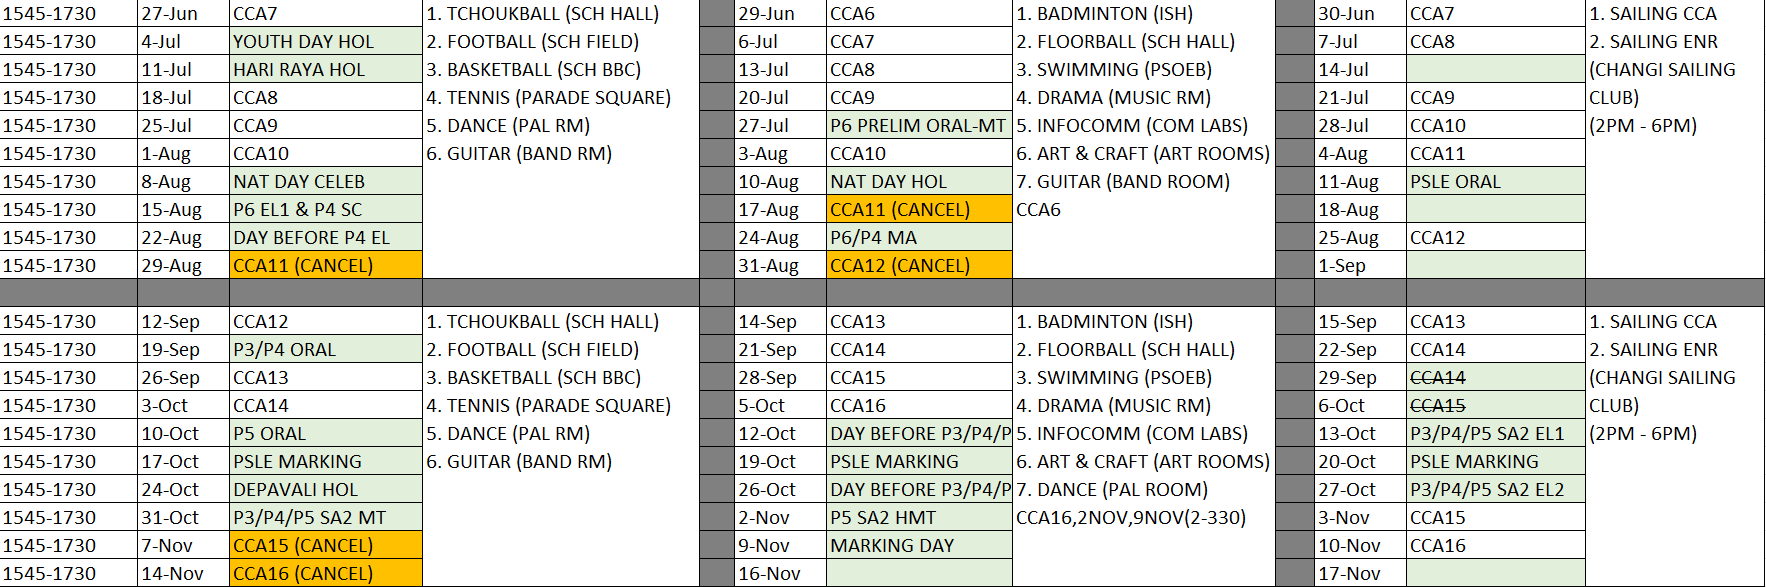 1545-1730 27-Jun CCA7 1. TCHOUKBALL (SCH HALL) 29-Jun CCA6 1. BADMINTON (ISH) 30-Jun CCA7 1. SAILING CCA
1545-1730 4-Jul YOUTH DAY HOL 2. FOOTBALL (SCH FIELD) 6-Jul CCA7 2. FLOORBALL (SCH HALL) 7-Jul CCA8 2. SAILING ENR
1545-1730 11-Jul HARI RAYA HOL 3. BASKETBALL (SCH BBC) 13-Jul CCA8 3. SWIMMING (PSOEB) 14-Jul (CHANGI SAILING
1545-1730 18-Jul CCA8 4. TENNIS (PARADE SQUARE) 20-Jul CCA9 4. DRAMA (MUSIC RM) 21-Jul CCA9 CLUB)
1545-1730 25-Jul CCA9 5. DANCE (PAL RM) 27-Jul P6 PRELIM ORAL-MT 5. INFOCOMM (COM LABS) 28-Jul CCA10 (2PM - 6PM)
1545-1730 1-Aug CCA10 6. GUITAR (BAND RM) 3-Aug CCA10 6. ART & CRAFT (ART ROOMS) 4-Aug CCA11
1545-1730 8-Aug NAT DAY CELEB 10-Aug NAT DAY HOL 7. GUITAR (BAND ROOM) 11-Aug PSLE ORAL
1545-1730 15-Aug P6 EL1 & P4 SC 17-Aug CCA11 (CANCEL) CCA6 18-Aug
1545-1730 22-Aug DAY BEFORE P4 EL 24-Aug P6/P4 MA 25-Aug CCA12
1545-1730 29-Aug CCA11 (CANCEL) 31-Aug CCA12 (CANCEL) 1-Sep
1545-1730 12-Sep CCA12 1. TCHOUKBALL (SCH HALL) 14-Sep CCA13 1. BADMINTON (ISH) 15-Sep CCA13 1. SAILING CCA
1545-1730 19-Sep P3/P4 ORAL 2. FOOTBALL (SCH FIELD) 21-Sep CCA14 2. FLOORBALL (SCH HALL) 22-Sep CCA14 2. SAILING ENR
1545-1730 26-Sep CCA13 3. BASKETBALL (SCH BBC) 28-Sep CCA15 3. SWIMMING (PSOEB) 29-Sep CCA14 (CHANGI SAILING
1545-1730 3-Oct CCA14 4. TENNIS (PARADE SQUARE) 5-Oct CCA16 4. DRAMA (MUSIC RM) 6-Oct CCA15 CLUB)
1545-1730 10-Oct P5 ORAL 5. DANCE (PAL RM) 12-Oct DAY BEFORE P3/P4/P 5. INFOCOMM (COM LABS) 13-Oct P3/P4/P5 SA2 EL1 (2PM - 6PM)
1545-1730 17-Oct PSLE MARKING 6. GUITAR (BAND RM) 19-Oct PSLE MARKING 6. ART & CRAFT (ART ROOMS) 20-Oct PSLE MARKING
1545-1730 24-Oct DEPAVALI HOL 26-Oct DAY BEFORE P3/P4/P 7. DANCE (PAL ROOM) 27-Oct P3/P4/P5 SA2 EL2
1545-1730 31-Oct P3/P4/P5 SA2 MT 2-Nov P5 SA2 HMT CCA16,2NOV,9NOV(2-330) 3-Nov CCA15
1545-1730 7-Nov CCA15 (CANCEL) 9-Nov MARKING DAY 10-Nov CCA16
1545-1730 14-Nov CCA16 (CANCEL) 16-Nov 17-Nov